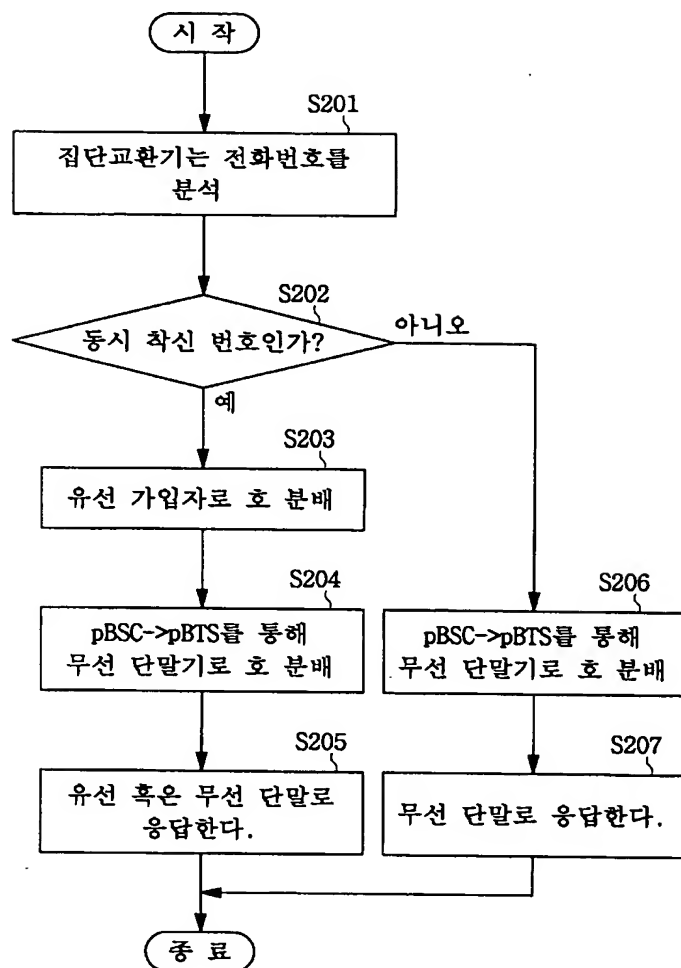 시 작
S201
집단교환기는 전화번호를
분석
S202
동시 착신 번호인가?
아니오
예
S203
유선 가입자로 호 분배
S204
pBSC->pBTS를 통해
무선 단말기로 호 분배
S206
pBSC->pBTS를 통해
무선 단말기로 호 분배
S205
유선 혹은 무선 단말로
응답한다.
S207
무선 단말로 응답한다.
종 료